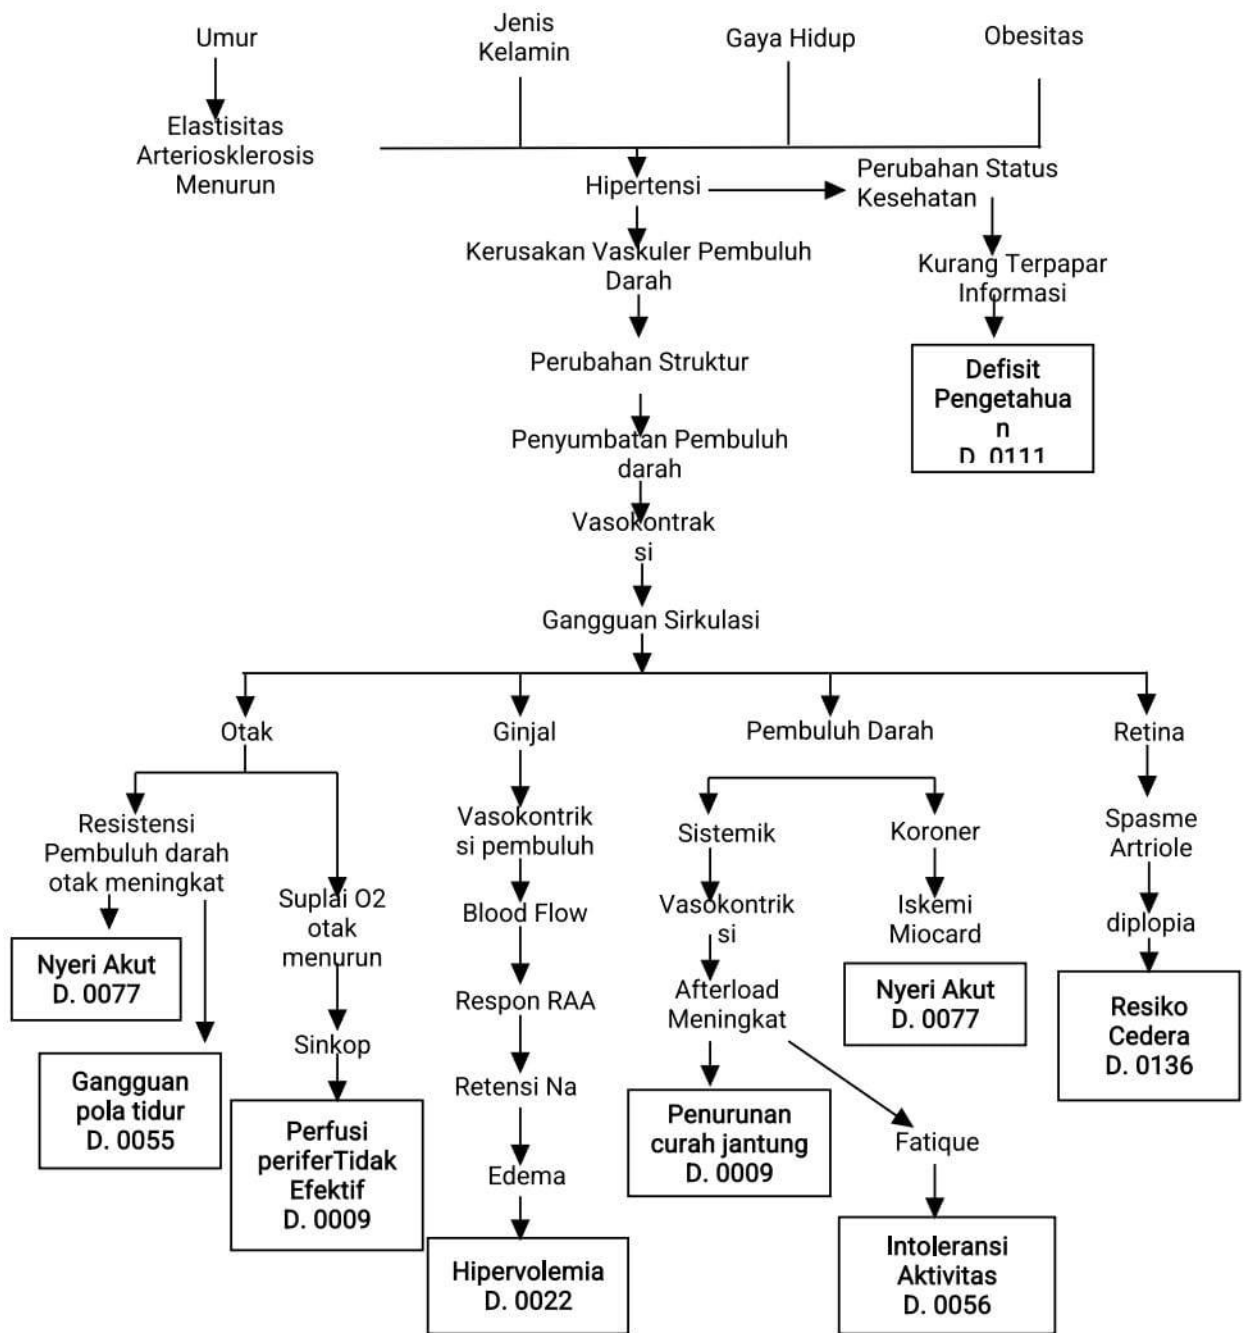 Umur
Jenis
Kelamin
Gaya Hidup
Obesitas
Elastisitas
Arteriosklerosis
Menurun
Hipertensi
Perubahan Status
Kesehatan
Kerusakan Vaskuler Pembuluh
Darah
Kurang Terpapar
Informasi
Perubahan Struktur
Defisit
Pengetahua
n
D. 0111
Penyumbatan Pembuluh
darah
Vasokontrak
si
Gangguan Sirkulasi
Otak
Ginjal
Pembuluh Darah
Retina
Resistensi
Pembuluh darah
otak meningkat
Suplai O2
otak
menurun
Vasokontrik
si pembuluh
Sistemik
Koroner
Spasme
Artriole
Nyeri Akut
D. 0077
Blood Flow
Vasokontrik
si
Iskemi
Miocard
diplopia
Sinkop
Respon RAA
Afterload
Meningkat
Nyeri Akut
D. 0077
Resiko
Cedera
D. 0136
Gangguan
pola tidur
D. 0055
Perfusi
periferTidak
Efektif
D. 0009
Retensi Na
Penurunan
curah jantung
D. 0009
Fatique
Edema
Hipervolemia
D. 0022
Intoleransi
Aktivitas
D. 0056